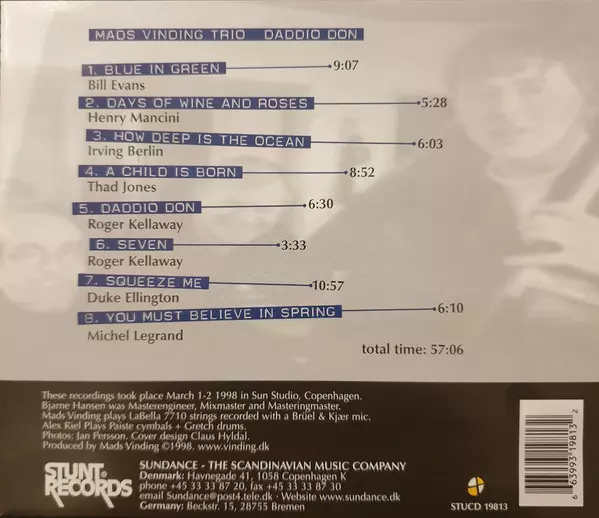 MADS VINDING TRIO DADDIO DON
1. BLUE IN GREEN 9:07
Bill Evans
2. DAYS OF WINE AND ROSES 5:28
Henry Mancini
3. HOW DEEP IS THE OCEAN 6:03
Irving Berlin
4. A CHILD IS BORN 8:52
Thad Jones
5. DADDIO DON 6:30
Roger Kellaway
6. SEVEN 3:33
Roger Kellaway
7. SQUEEZE ME 10:57
Duke Ellington
8. YOU MUST BELIEVE IN SPRING 6:10
Michel Legrand
total time: 57:06
These recordings took place March 1-2 1998 in Sun Studio, Copenhagen.
Bjarne Hansen was Masterengineer, Mixmaster and Masteringmaster.
Mads Vinding plays LaBella 7710 strings recorded with a Brüel & Kjær mic.
Alex Riel Plays Paiste cymbals + Gretch drums.
Photos: Jan Persson. Cover design Claus Hyldal.
Produced by Mads Vinding ©1998. www.vinding.dk
STUNT RECORDS
SUNDANCE - THE SCANDINAVIAN MUSIC COMPANY
Denmark: Havnegade 41, 1058 Copenhagen K
phone +45 33 33 87 20, fax +45 33 33 87 30
email Sundance@post4.tele.dk · Website www.sundance.dk
Germany: Beckstr. 15, 28755 Bremen
6 63993 19813 2
STUCD 19813